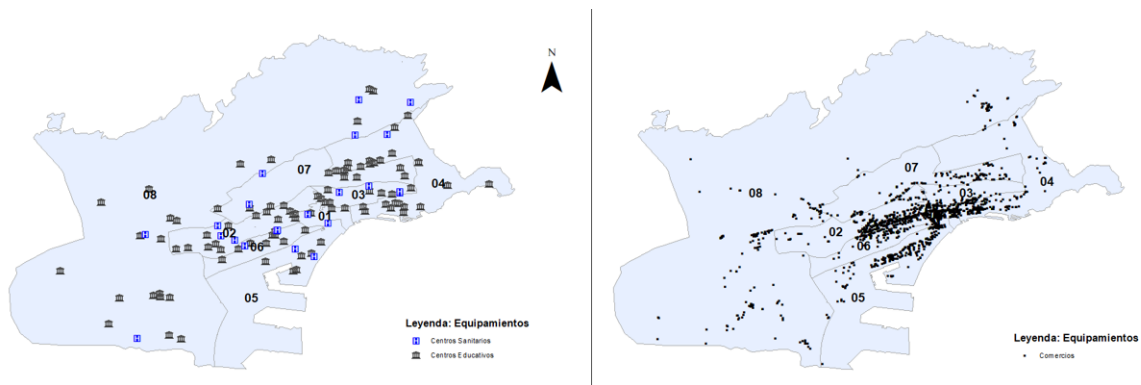 N
07
04
08
03
01
02
06
05
Leyenda: Equipamientos
Centros Sanitarios
Centros Educativos
07
04
08
03
02
06
05
Leyenda: Equipamientos
Comercios